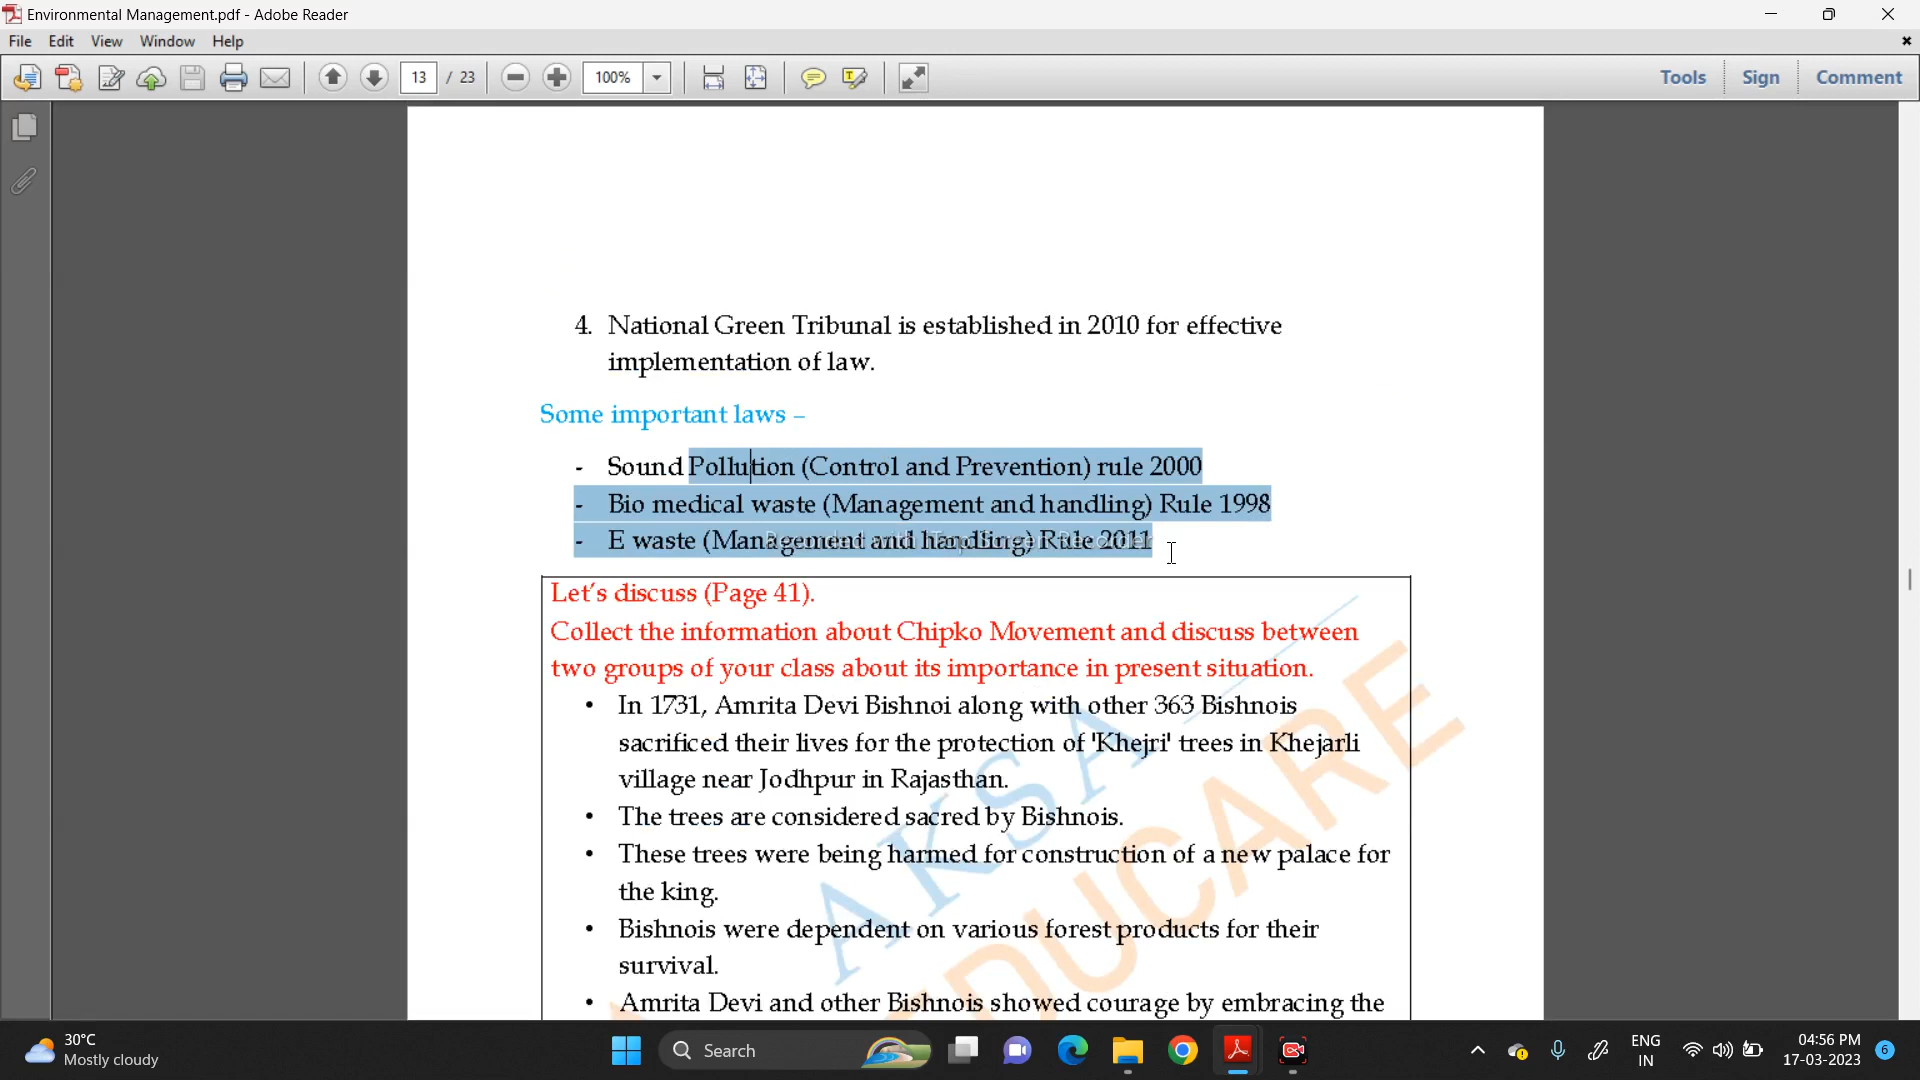 Environmental Management.pdf - Adobe Reader
File Edit View Window Help
13 / 23 100% Tools Sign Comment
4. National Green Tribunal is established in 2010 for effective
implementation of law.
Some important laws –
- Sound Pollution (Control and Prevention) rule 2000
- Bio medical waste (Management and handling) Rule 1998
- E waste (Management and handling) Rule 2011
Recorded with iTop Screen Recorder
Let's discuss (Page 41).
Collect the information about Chipko Movement and discuss between
two groups of your class about its importance in present situation.
• In 1731, Amrita Devi Bishnoi along with other 363 Bishnois
sacrificed their lives for the protection of 'Khejri' trees in Khejarli
village near Jodhpur in Rajasthan.
• The trees are considered sacred by Bishnois.
• These trees were being harmed for construction of a new palace for
the king.
• Bishnois were dependent on various forest products for their
survival.
• Amrita Devi and other Bishnois showed courage by embracing the
AKSA
EDUCARE
30°C
Mostly cloudy
Search
ENG
IN
04:56 PM
17-03-2023
6